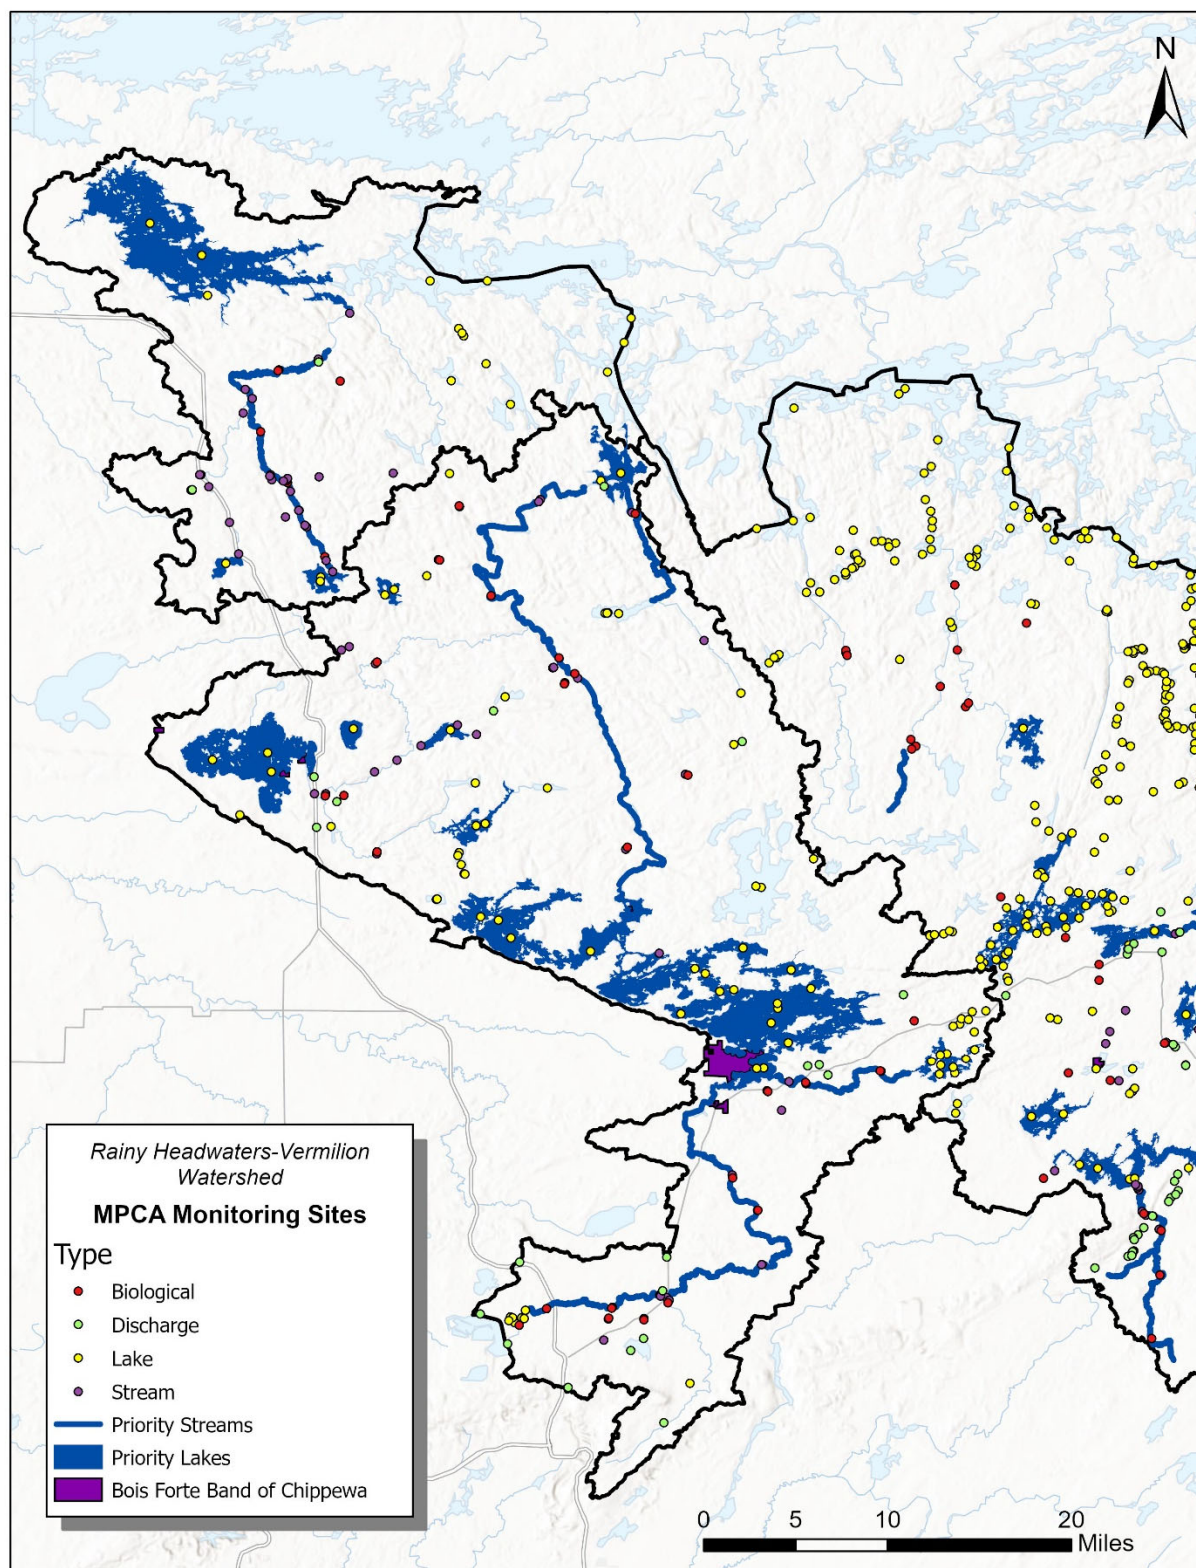 N
Rainy Headwaters-Vermilion
Watershed
MPCA Monitoring Sites
Type
Biological
Discharge
Lake
Stream
Priority Streams
Priority Lakes
Bois Forte Band of Chippewa
0 5 10 20
Miles